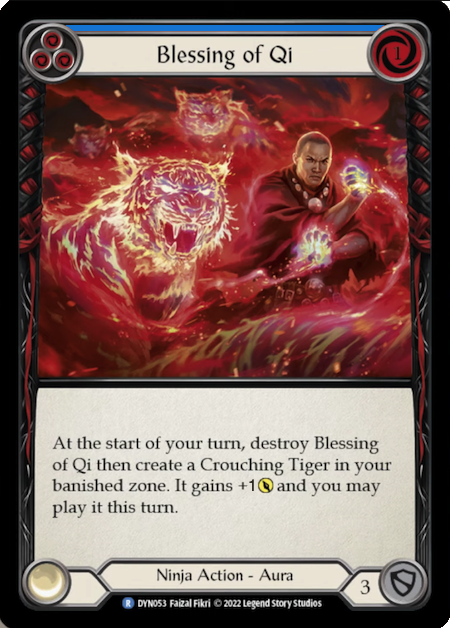 Blessing of Qi
1
At the start of your turn, destroy Blessing
of Qi then create a Crouching Tiger in your
banished zone. It gains +1 and you may
play it this turn.
Ninja Action - Aura
3
R DYN053 Faizal Fikri © 2022 Legend Story Studios